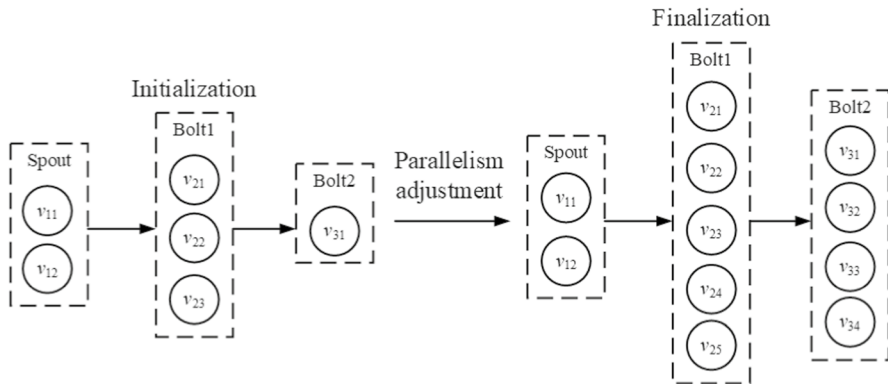 Initialization
Spout
v11
v12
Bolt1
v21
v22
v23
Bolt2
v31
Parallelism
adjustment
Finalization
Spout
v11
v12
Bolt1
v21
v22
v23
v24
v25
Bolt2
v31
v32
v33
v34